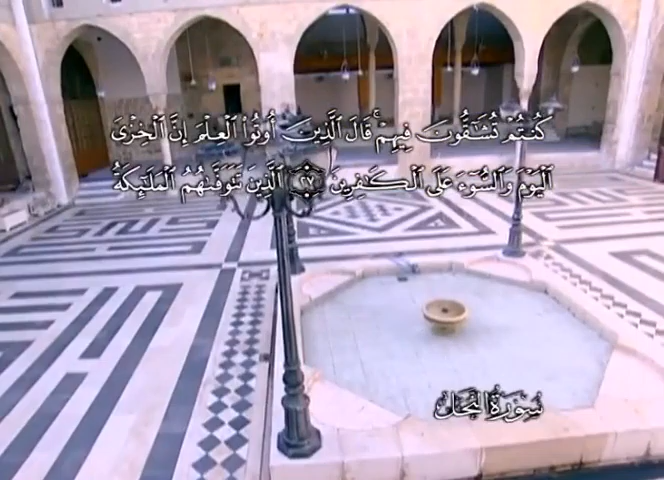 كُنتُمْ تُشَـٰٓقُّونَ فِيهِمْ ۚ قَالَ ٱلَّذِينَ أُوتُوا۟ ٱلْعِلْمَ إِنَّ ٱلْخِزْىَ
ٱلْيَوْمَ وَٱلسُّوٓءَ عَلَى ٱلْكَـٰفِرِينَ ٢٧ ٱلَّذِينَ تَتَوَفَّىٰهُمُ ٱلْمَلَـٰٓئِكَةُ
سُورَةُ النَّحْلِ